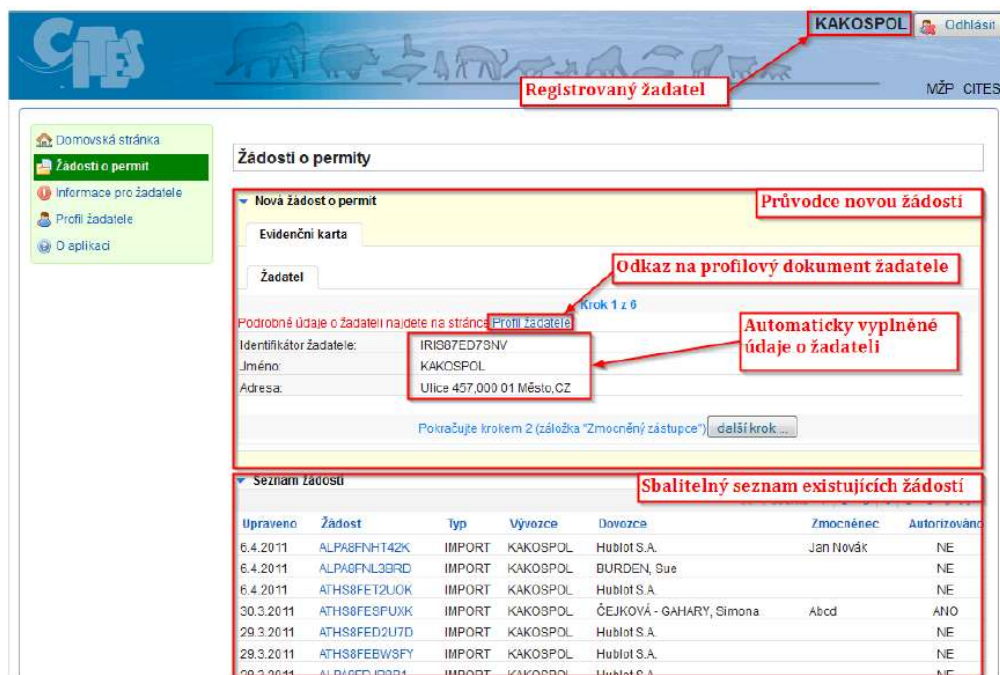 CITES
KAKOSPOL Odhlásit
Registrovaný žadatel
MŽP CITES
Domovská stránka
Žádosti o permit
Informace pro žadatele
Profil žadatele
O aplikaci
Žádosti o permity
Nová žádost o permit
Průvodce novou žádostí
Evidenční karta
Žadatel
Odkaz na profilový dokument žadatele
Krok 1 z 6
Podrobné údaje o žadateli najdete na stránce Profil žadatele
Automaticky vyplněné
údaje o žadateli
Identifikátor žadatele: IRIS87ED7SNV
Jméno: KAKOSPOL
Adresa: Ulice 457,000 01 Město,CZ
Pokračujte krokem 2 (záložka "Zmocněný zástupce") další krok ...
Seznam žádostí
Sbalitelný seznam existujících žádostí
Upraveno Žádost Typ Vývozce Dovozce Zmocněnec Autorizováno
6.4.2011 ALPA8FNHT42K IMPORT KAKOSPOL Hublot S.A. Jan Novák NE
6.4.2011 ALPA8FNL3BRD IMPORT KAKOSPOL BURDEN, Sue NE
6.4.2011 ATHS8FET2UOK IMPORT KAKOSPOL Hublot S.A. NE
30.3.2011 ATHS8FESPUXK IMPORT KAKOSPOL ČEJKOVÁ - GAHARY, Simona Abcd ANO
29.3.2011 ATHS8FED2U7D IMPORT KAKOSPOL Hublot S.A. NE
29.3.2011 ATHS8FEBWSFY IMPORT KAKOSPOL Hublot S.A. NE
IMPORT KAKOSPOL Hublot S.A. NE